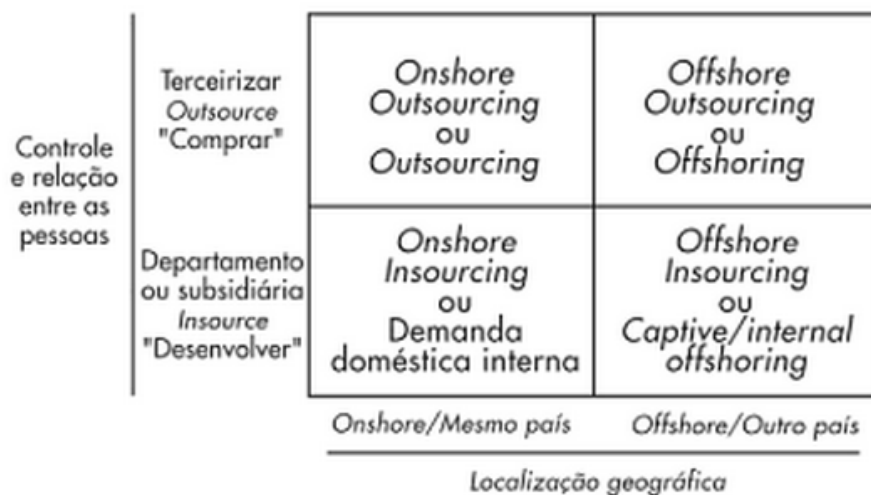 Controle
e relação
entre as
pessoas
Terceirizar
Outsource
"Comprar"
Onshore
Outsourcing
ou
Outsourcing
Offshore
Outsourcing
ou
Offshoring
Departamento
ou subsidiária
Insource
"Desenvolver"
Onshore
Insourcing
ou
Demanda
doméstica interna
Offshore
Insourcing
ou
Captive/internal
offshoring
Onshore/Mesmo país
Offshore/Outro país
Localização geográfica